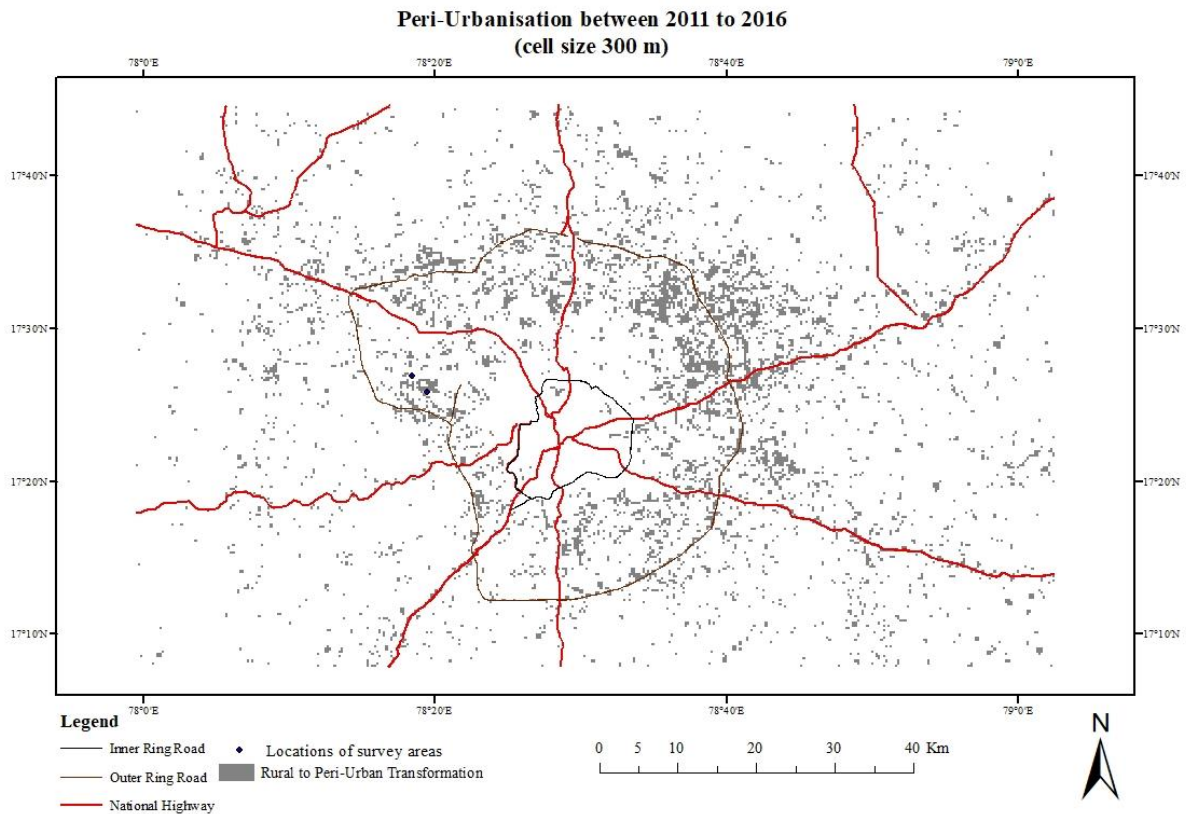 Peri-Urbanisation between 2011 to 2016
(cell size 300 m)
78°0'E 78°20'E 78°40'E 79°0'E
17°40'N 17°40'N
17°30'N 17°30'N
17°20'N 17°20'N
17°10'N 17°10'N
78°0'E 78°20'E 78°40'E 79°0'E
Legend
Inner Ring Road
Locations of survey areas
Outer Ring Road
Rural to Peri-Urban Transformation
National Highway
0 5 10 20 30 40 Km
N